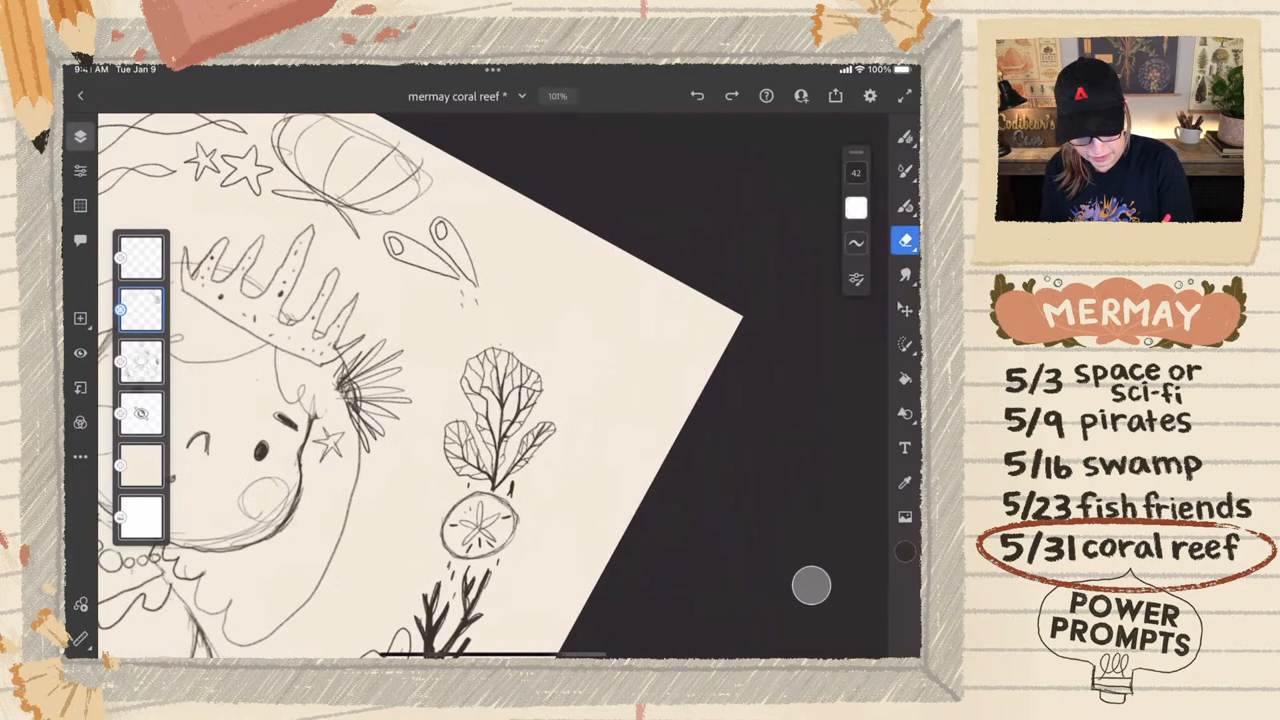 9:41 AM Tue Jan 9
100%
mermay coral reef *
101%
42
T
Codibear's
MERMAY
5/3 space or
sci-fi
5/9 pirates
5/16 swamp
5/23 fish friends
5/31 coral reef
POWER
PROMPTS